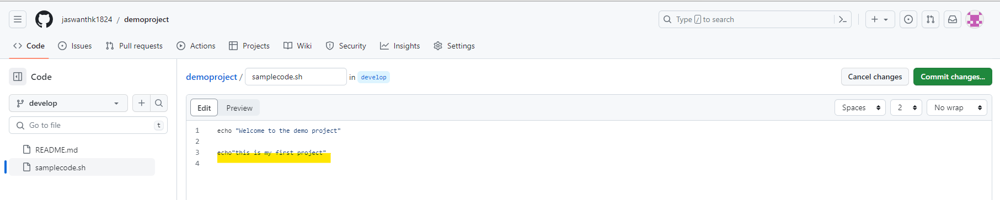 jaswanthk1824 / demoproject
Type / to search
Code Issues Pull requests Actions Projects Wiki Security Insights Settings
Code
demoproject / samplecode.sh in develop
Cancel changes Commit changes...
develop
Edit Preview
Spaces 2 No wrap
Go to file t
README.md
samplecode.sh
1 echo "Welcome to the demo project"
2
3 echo"this is my first project"
4